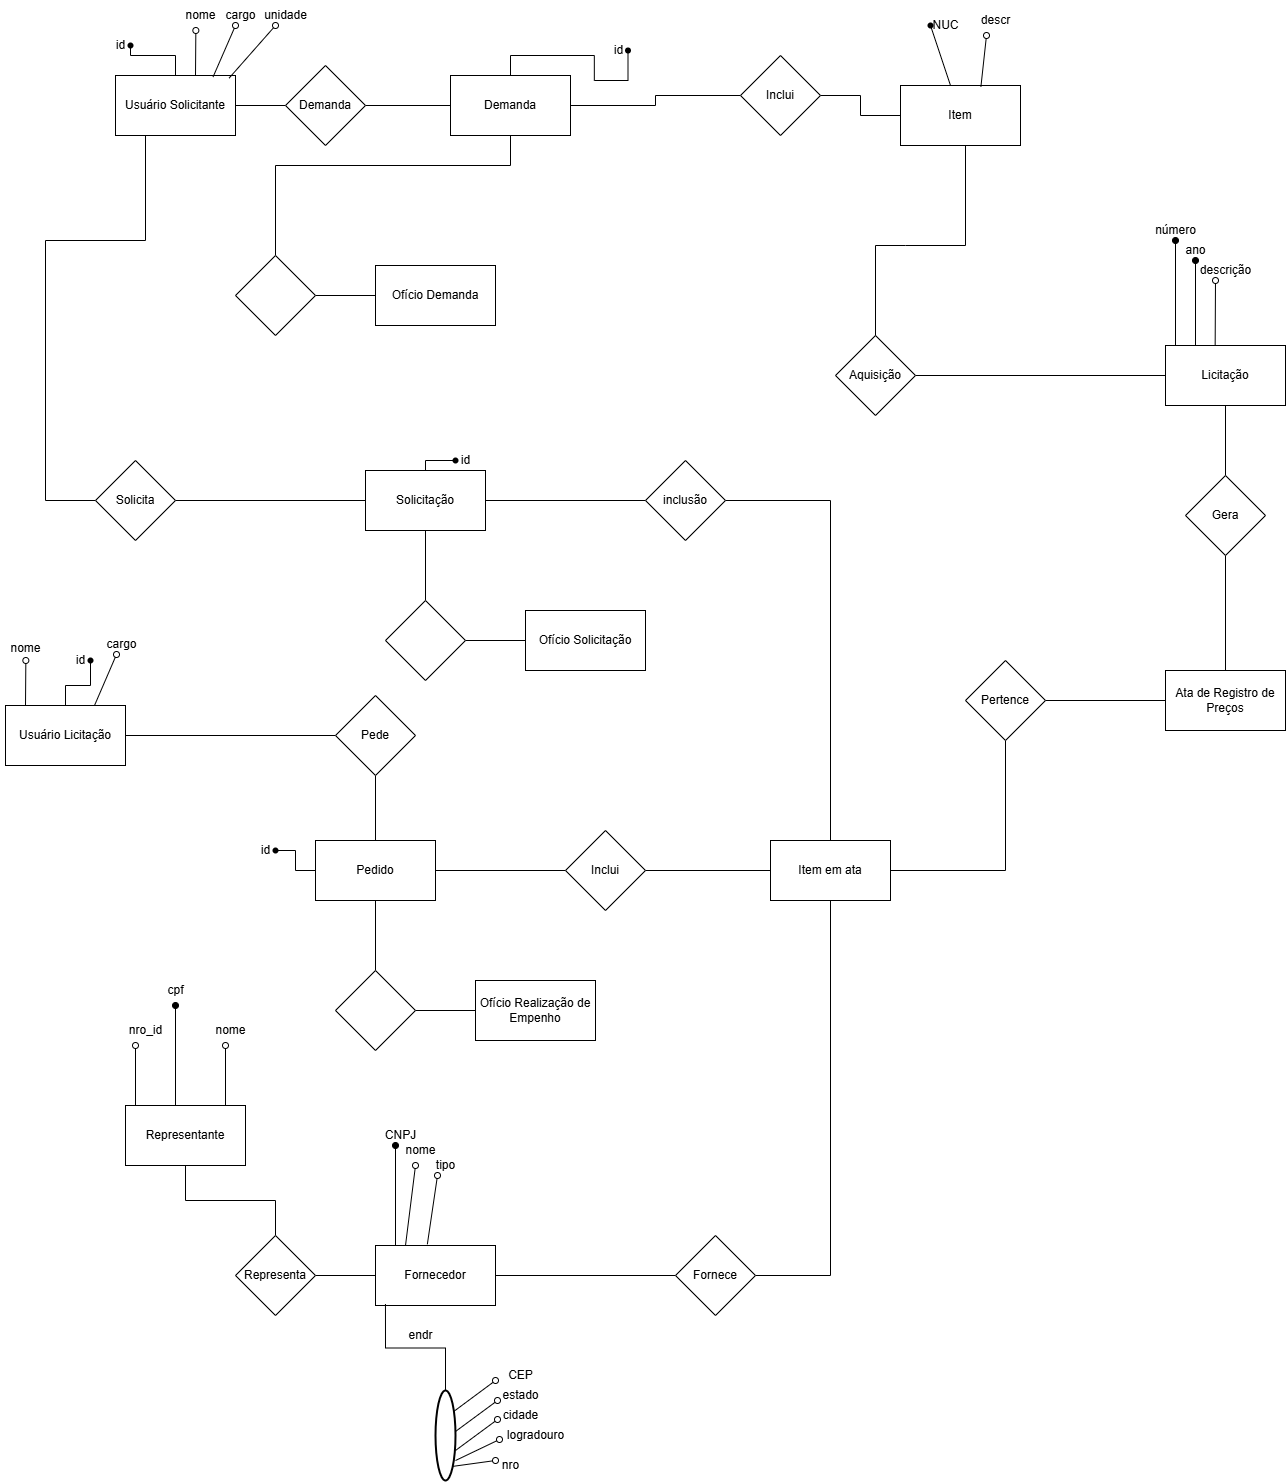 nome
cargo
unidade
id
Usuário Solicitante
Demanda
id
Demanda
Inclui
NUC
descr
Item
Ofício Demanda
número
ano
descrição
Aquisição
Licitação
Solicita
id
Solicitação
inclusão
Gera
Ofício Solicitação
nome
id
cargo
Usuário Licitação
Pede
Pertence
Ata de Registro de
Preços
id
Pedido
Inclui
Item em ata
Ofício Realização de
Empenho
cpf
nro_id
nome
Representante
CNPJ
nome
tipo
Representa
Fornecedor
Fornece
endr
CEP
estado
cidade
logradouro
nro